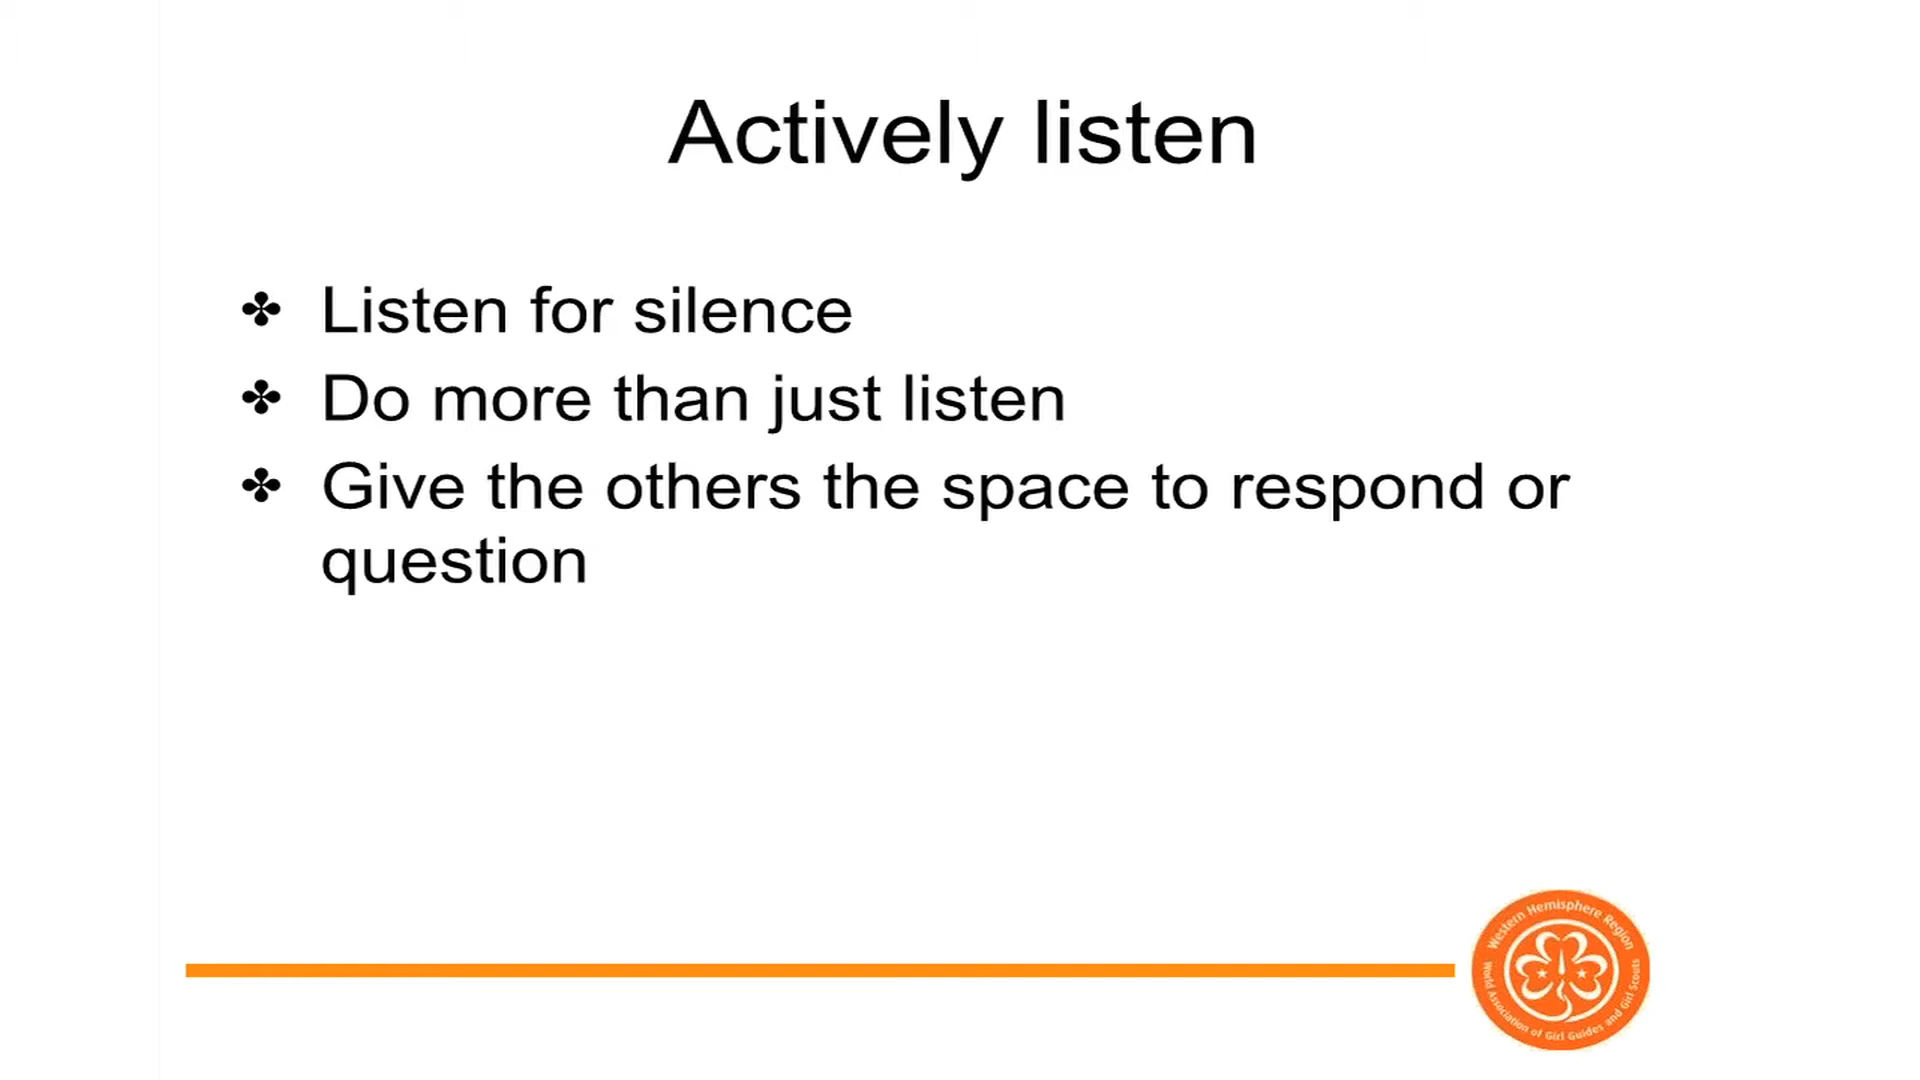 Actively listen
✤ Listen for silence
✤ Do more than just listen
✤ Give the others the space to respond or
question
Western Hemisphere Region
World Association of Girl Guides and Girl Scouts